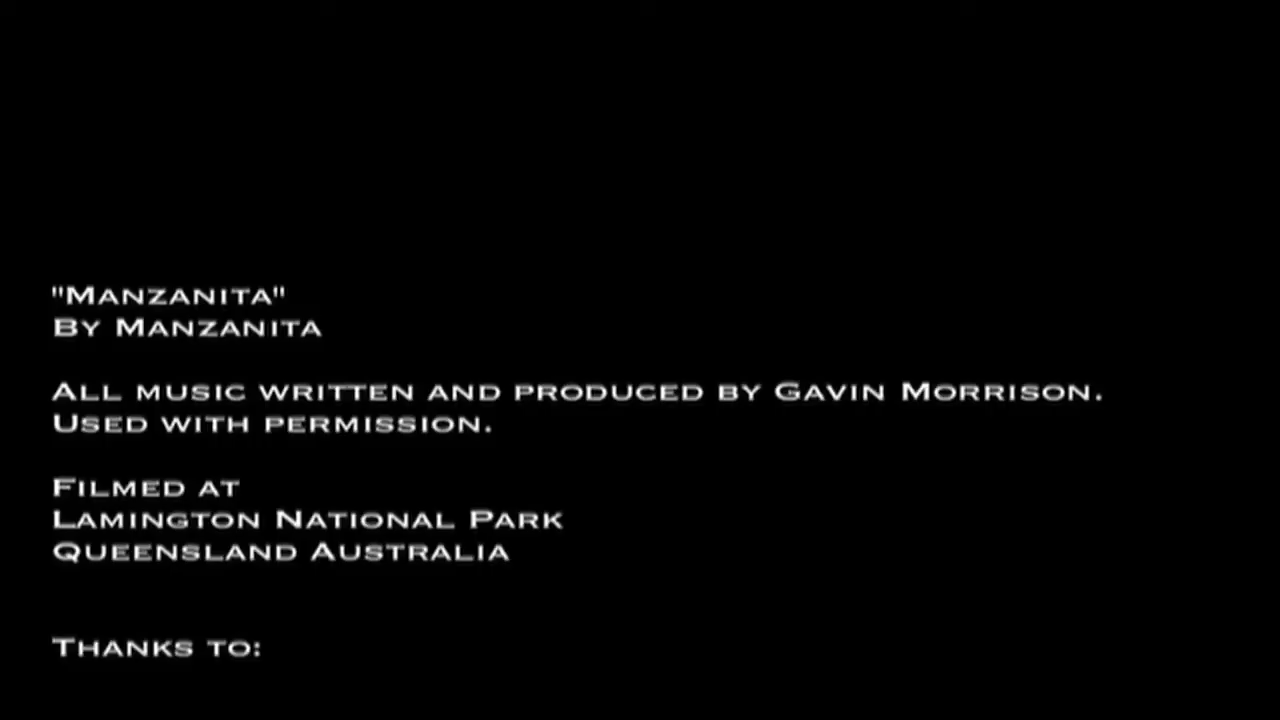 "Manzanita"
By Manzanita
All music written and produced by Gavin Morrison.
Used with permission.
Filmed at
Lamington National Park
Queensland Australia
Thanks to: